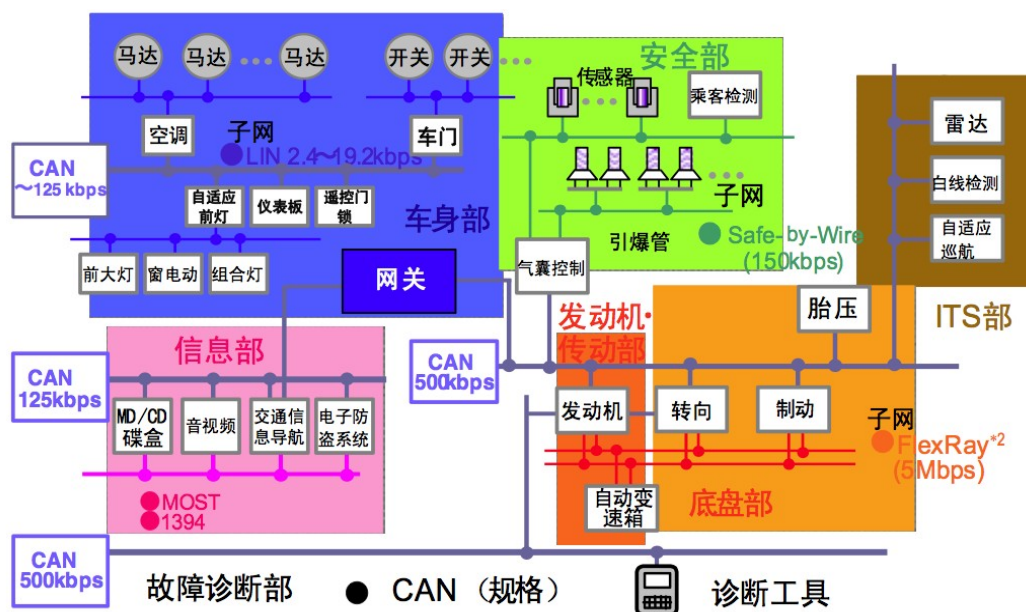 马达
马达
马达
开关
开关
安全部
传感器
乘客检测
空调
子网
车门
雷达
CAN
~125 kbps
LIN 2.4~19.2kbps
白线检测
自适应
前灯
仪表板
遥控门
锁
车身部
子网
引爆管
Safe-by-Wire
(150kbps)
自适应
巡航
前大灯
窗电动
组合灯
网关
气囊控制
胎压
ITS部
信息部
发动机·
传动部
CAN
125kbps
CAN
500kbps
MD/CD
碟盒
音视频
交通信
息导航
电子防
盗系统
发动机
转向
制动
子网
FlexRay*2
(5Mbps)
MOST
1394
自动变
速箱
底盘部
CAN
500kbps
故障诊断部
CAN（规格）
诊断工具